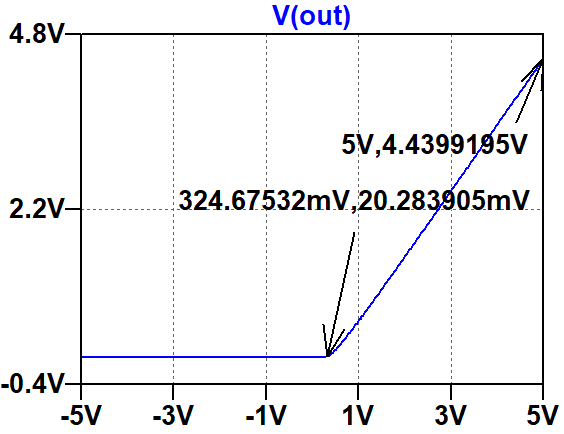 V(out)
4.8V
5V,4.4399195V
324.67532mV,20.283905mV
2.2V
-0.4V
-5V -3V -1V 1V 3V 5V